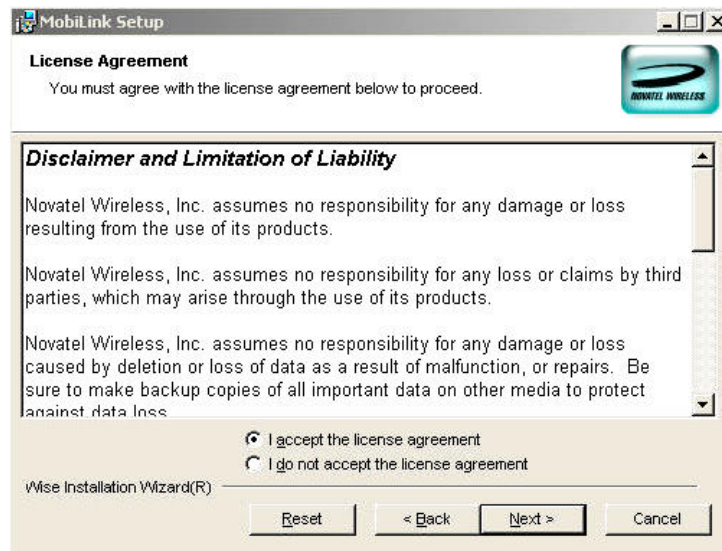 MobiLink Setup
License Agreement
You must agree with the license agreement below to proceed.
NOVATEL WIRELESS
Disclaimer and Limitation of Liability
Novatel Wireless, Inc. assumes no responsibility for any damage or loss
resulting from the use of its products.
Novatel Wireless, Inc. assumes no responsibility for any loss or claims by third
parties, which may arise through the use of its products.
Novatel Wireless, Inc. assumes no responsibility for any damage or loss
caused by deletion or loss of data as a result of malfunction, or repairs. Be
sure to make backup copies of all important data on other media to protect
against data loss
I accept the license agreement
I do not accept the license agreement
Wise Installation Wizard(R)
Reset
< Back
Next >
Cancel